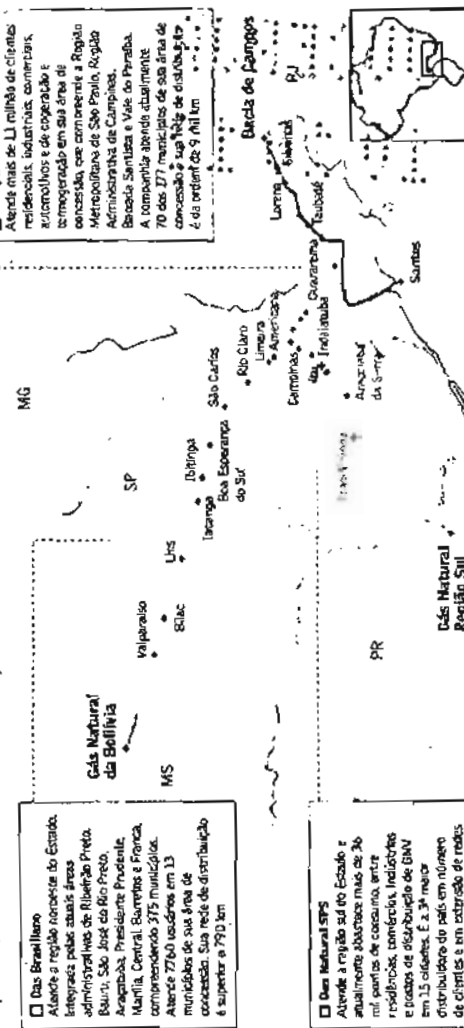 Atende mais de 1,1 milhão de clientes
residenciais, industriais, comerciais,
automotivos e de cogeração e
termogeração em sua área de
concessão, que compreende a Região
Metropolitana de São Paulo, Região
Administrativa de Campinas,
Baixada Santista e Vale do Paraíba.
A companhia atende atualmente
70 dos 177 municípios de sua área de
concessão e sua rede de distribuição
é da ordem de 9 mil km
MG
SP
MS
PR
RJ
Bacia de Campos
Gás Natural
da Bolívia
Valparaíso
Bilac
Lins
Iacanga
Ibitinga
Boa Esperança
do Sul
São Carlos
Rio Claro
Limeira
Americana
Campinas
Itu
Indaiatuba
Guararema
Taubaté
Lorena
Santos
Araçoiaba
da Serra
Gás Natural
Região Sul
Gas Brasiliano
Atende a região noroeste do Estado.
Integrada pelas atuais áreas
administrativas de Ribeirão Preto,
Bauru, São José do Rio Preto,
Araçatuba, Presidente Prudente,
Marília, Central, Barretos e Franca,
compreendendo 375 municípios.
Atende 7760 usuários em 13
municípios de sua área de
concessão. Sua rede de distribuição
é superior a 790 km
Gas Natural SPS
Atende a região sul do Estado e
atualmente abastece mais de 36
mil pontos de consumo, entre
residências, comércios, indústrias
e postos de distribuição de GNV
em 15 cidades. É a 3ª maior
distribuidora do país em número
de clientes e em extensão de redes